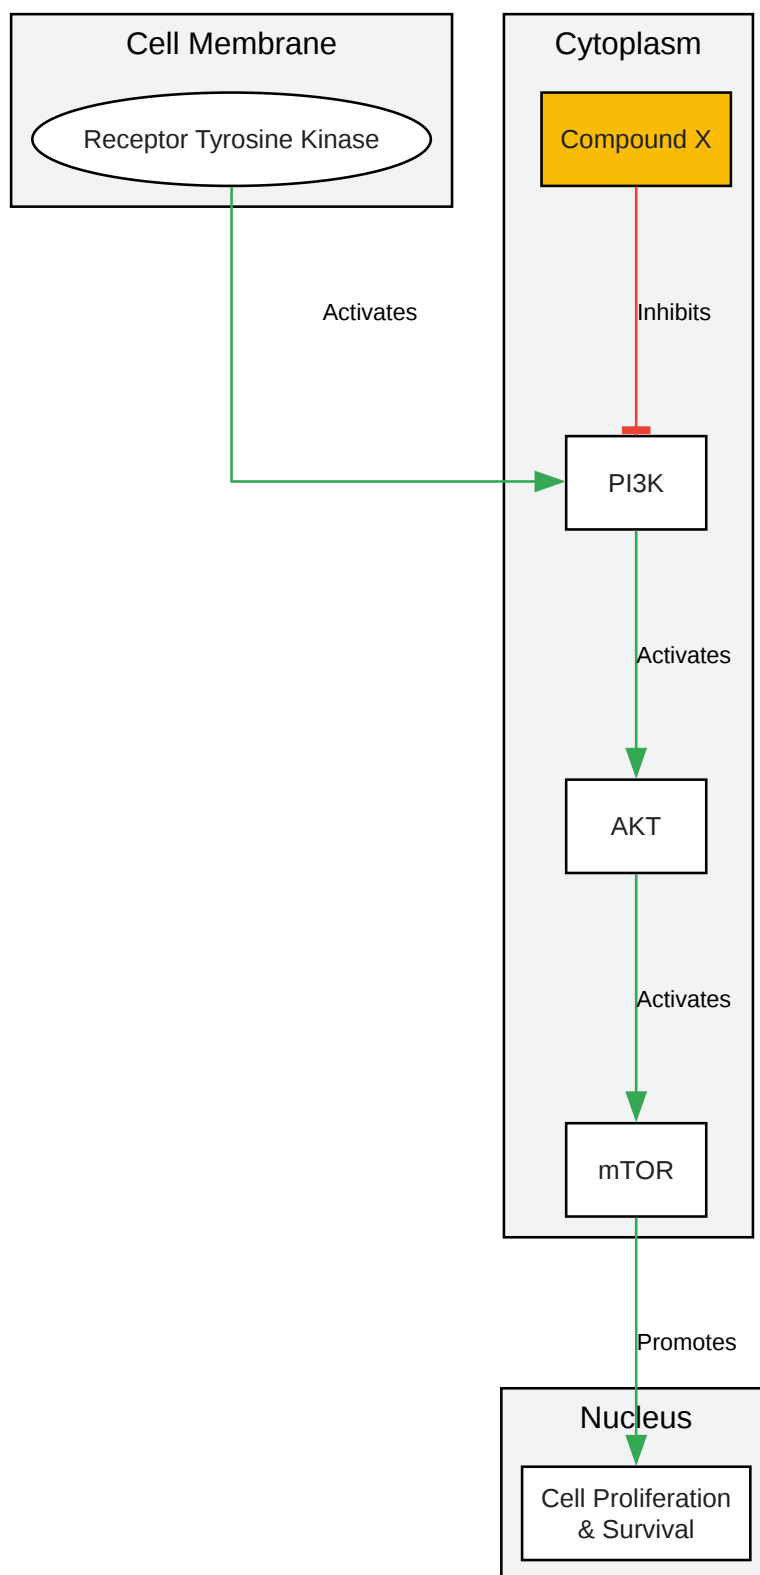 Cell Membrane
Cytoplasm
Receptor Tyrosine Kinase
Compound X
Activates
Inhibits
PI3K
Activates
AKT
Activates
mTOR
Promotes
Nucleus
Cell Proliferation
& Survival